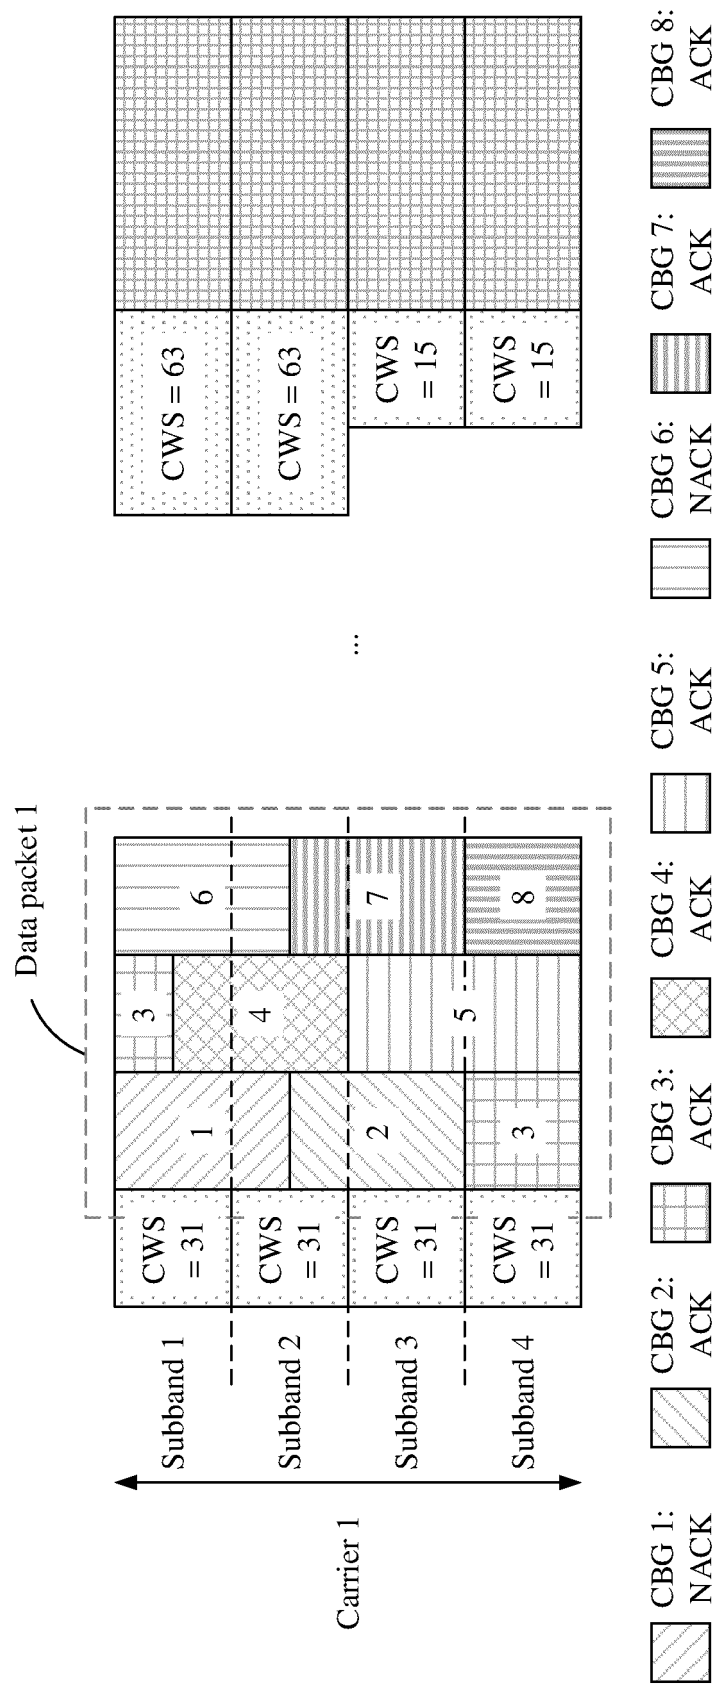 Data packet 1
Carrier 1
Subband 1
Subband 2
Subband 3
Subband 4
CWS
= 31
CWS
= 31
CWS
= 31
CWS
= 31
1
2
3
3
4
5
6
7
8
...
CWS = 63
CWS = 63
CWS
= 15
CWS
= 15
CBG 1:
NACK
CBG 2:
ACK
CBG 3:
ACK
CBG 4:
ACK
CBG 5:
ACK
CBG 6:
NACK
CBG 7:
ACK
CBG 8:
ACK